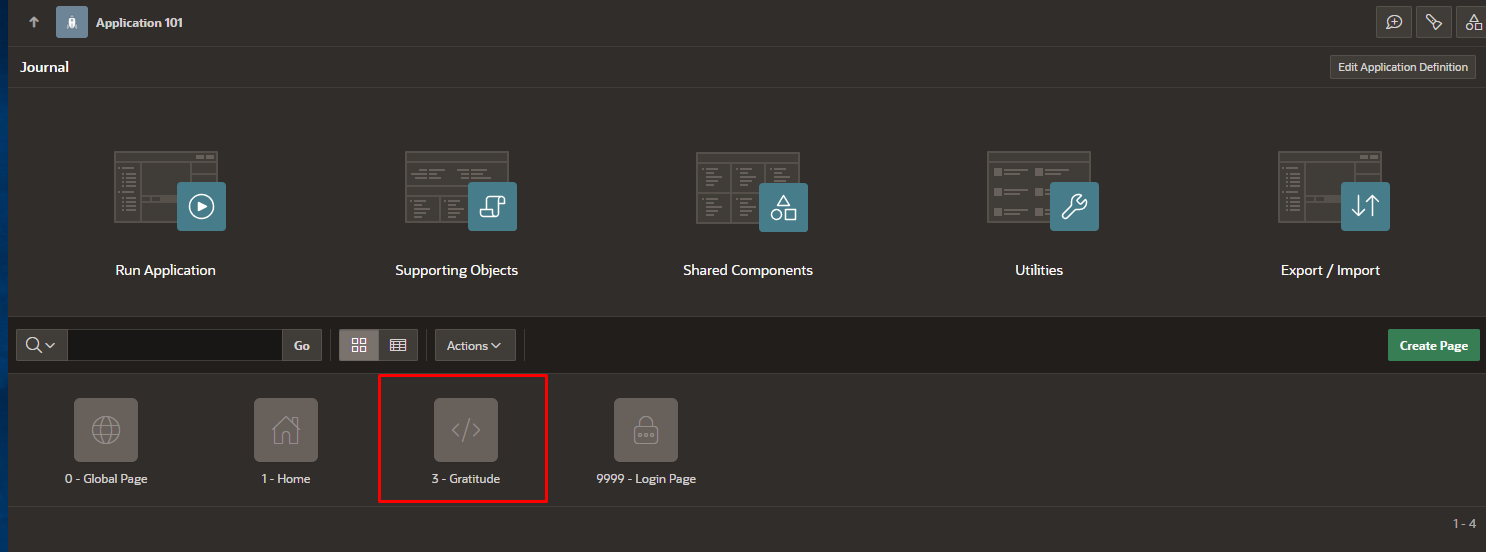 Application 101
Journal
Edit Application Definition
Run Application
Supporting Objects
Shared Components
Utilities
Export / Import
Go
Actions
Create Page
0 - Global Page
1 - Home
3 - Gratitude
9999 - Login Page
1 - 4